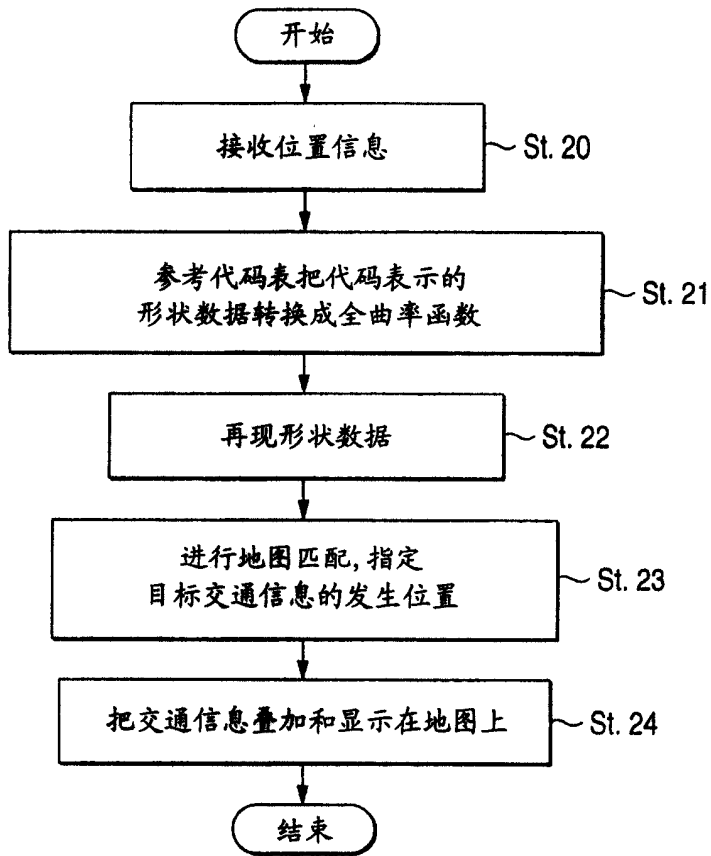 开始
接收位置信息
St. 20
参考代码表把代码表示的
形状数据转换成全曲率函数
St. 21
再现形状数据
St. 22
进行地图匹配,指定
目标交通信息的发生位置
St. 23
把交通信息叠加和显示在地图上
St. 24
结束